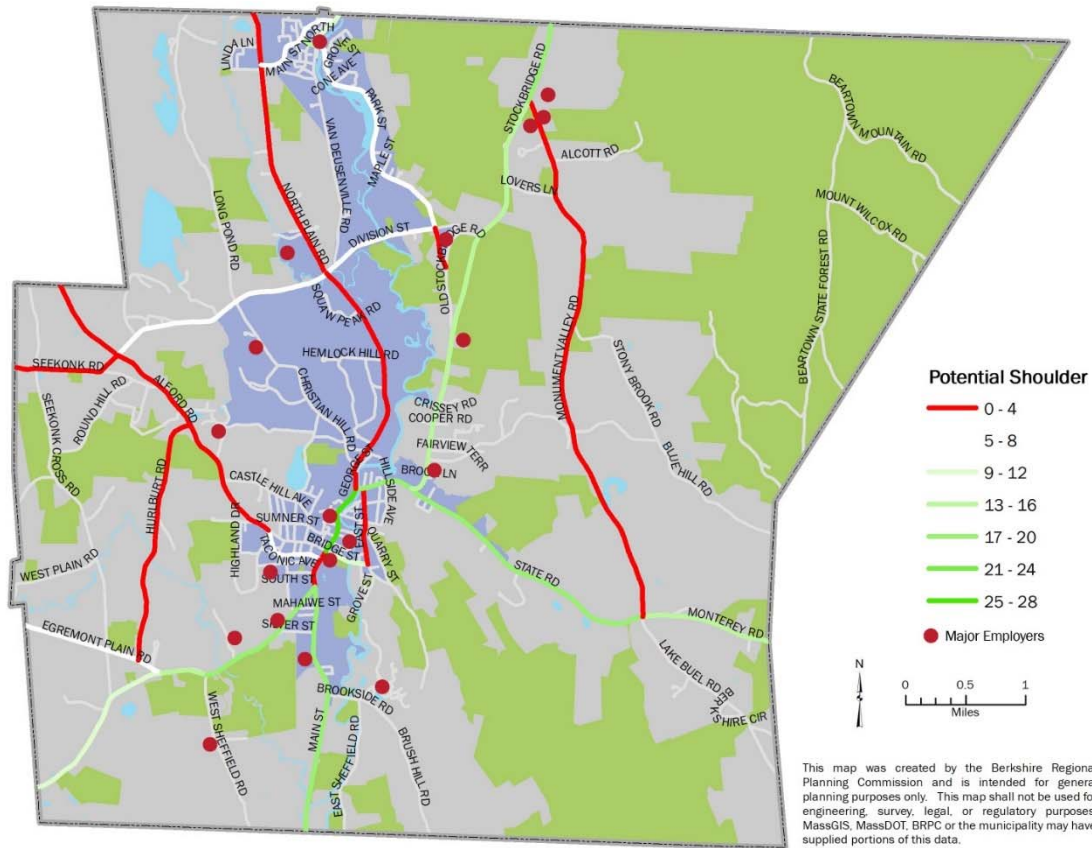 LINDA LN
MAIN ST NORTH
GROVE ST
CONE AVE
PARK ST
MAPLE ST
VAN DEUSENVILLE RD
STOCKBRIDGE RD
ALCOTT RD
LOVERS LN
BEARTOWN MOUNTAIN RD
MOUNT WILCOX RD
BEARTOWN STATE FOREST RD
LONG POND RD
NORTH PLAIN RD
DIVISION ST
DGE RD
SQUAW PEAK RD
HEMLOCK HILL RD
CHRISTIAN HILL RD
MONUMENT VALLEY RD
STONY BROOK RD
BLUE HILL RD
SEEKONK RD
ALFORD RD
ROUND HILL RD
SEEKONK CROSS RD
HURLBURT RD
CRISSEY RD
COOPER RD
FAIRVIEW TERR
GEORGE ST
HILLSIDE AVE
CASTLE HILL AVE
SUMNER ST
HIGHLAND DR
TACONIC AVE
BRIDGE ST
EAST ST
QUARRY ST
SOUTH ST
MAHAIWE ST
SILVER ST
GROVE ST
STATE RD
MONTEREY RD
LAKE BUEL RD
BERKSHIRE CIR
WEST PLAIN RD
EGREMONT PLAIN RD
WEST SHEFFIELD RD
MAIN ST
BROOKSIDE RD
EAST SHEFFIELD RD
BRUSH HILL RD
Potential Shoulder
0 - 4
5 - 8
9 - 12
13 - 16
17 - 20
21 - 24
25 - 28
Major Employers
N
0 0.5 1
Miles
This map was created by the Berkshire Regiona
Planning Commission and is intended for genera
planning purposes only. This map shall not be used fo
engineering, survey, legal, or regulatory purposes
MassGIS, MassDOT, BRPC or the municipality may have
supplied portions of this data.